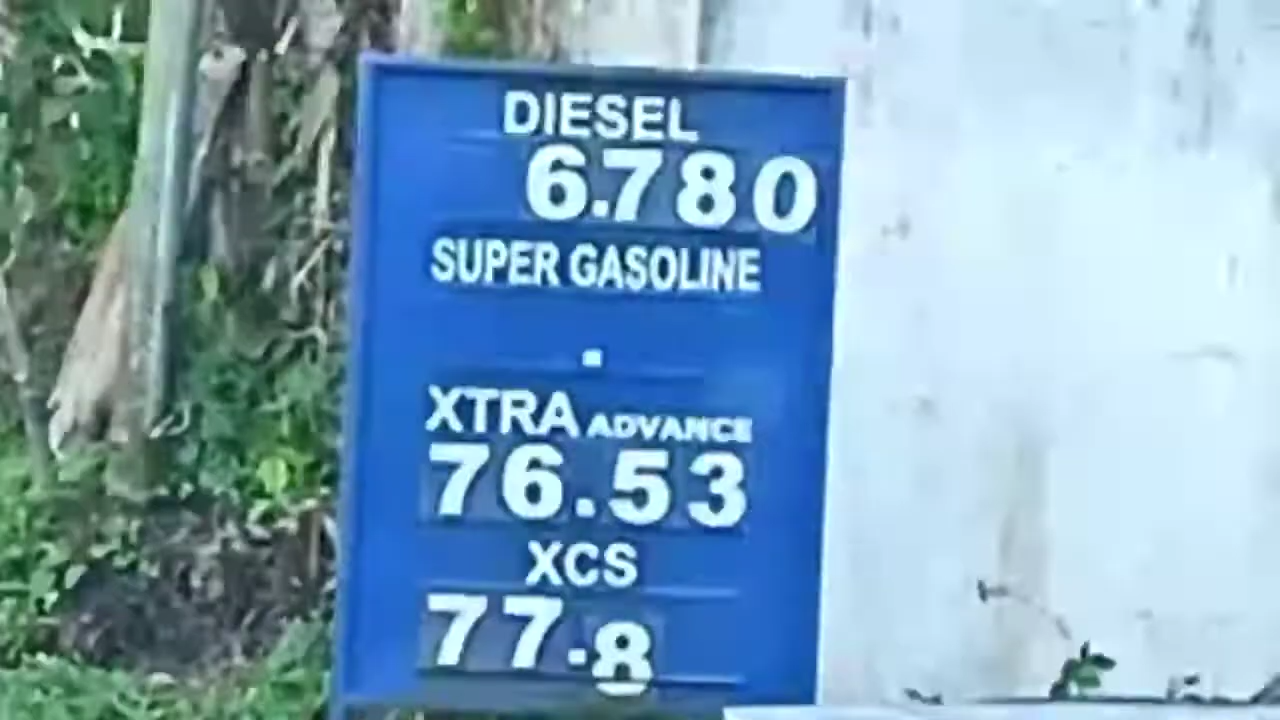 DIESEL
6.780
SUPER GASOLINE
.
XTRA ADVANCE
76.53
XCS
77.8